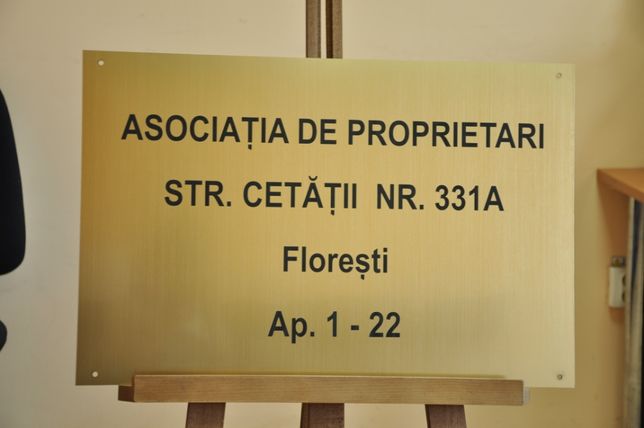 ASOCIAȚIA DE PROPRIETARI
STR. CETĂȚII NR. 331A
Florești
Ap. 1 - 22